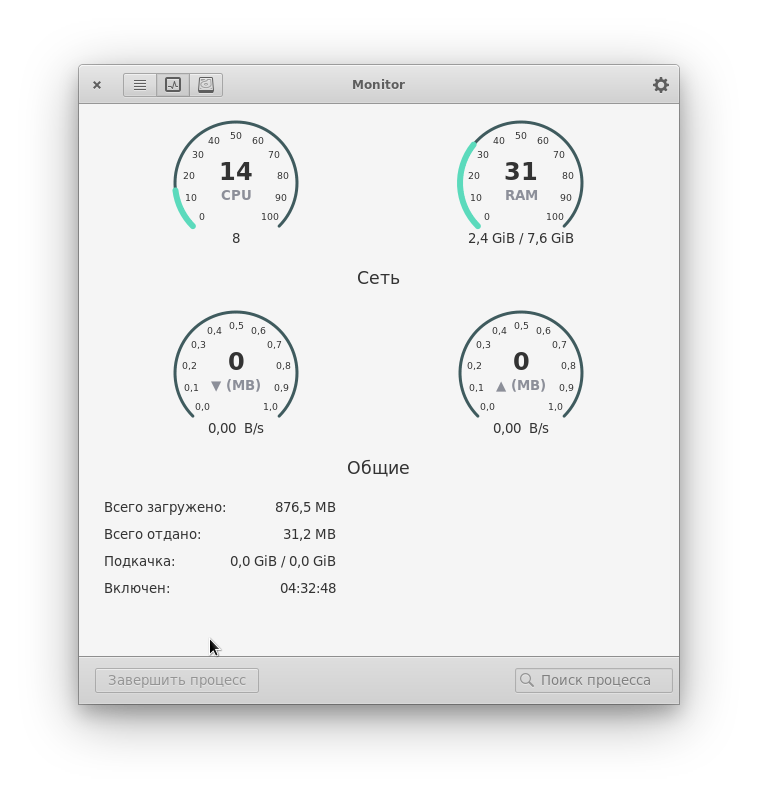 × Monitor
50 50
40 60 40 60
30 70 30 70
14 31
20 80 20 80
CPU RAM
10 90 10 90
0 100 0 100
8 2,4 GiB / 7,6 GiB
Сеть
0,5 0,5
0,4 0,6 0,4 0,6
0,3 0,7 0,3 0,7
0 0
0,2 0,8 0,2 0,8
▼ (MB) ▲ (MB)
0,1 0,9 0,1 0,9
0,0 1,0 0,0 1,0
0,00 B/s 0,00 B/s
Общие
Всего загружено: 876,5 MB
Всего отдано: 31,2 MB
Подкачка: 0,0 GiB / 0,0 GiB
Включен: 04:32:48
Завершить процесс Поиск процесса